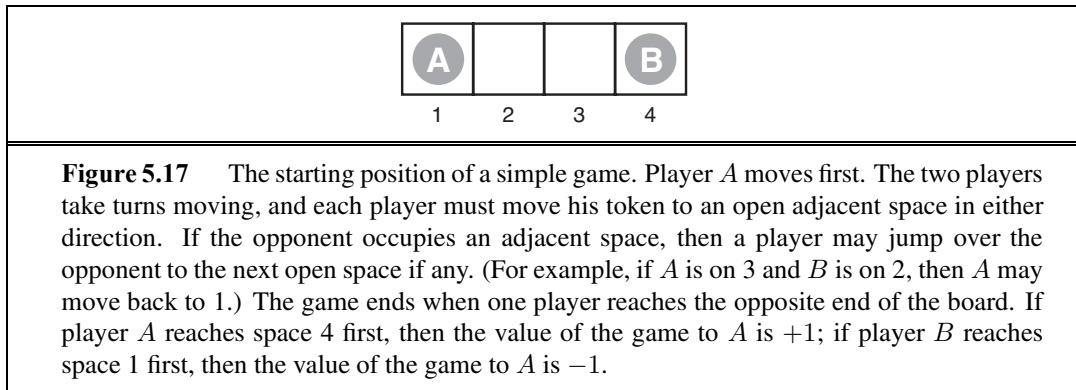 A B
1 2 3 4
Figure 5.17 The starting position of a simple game. Player A moves first. The two players
take turns moving, and each player must move his token to an open adjacent space in either
direction. If the opponent occupies an adjacent space, then a player may jump over the
opponent to the next open space if any. (For example, if A is on 3 and B is on 2, then A may
move back to 1.) The game ends when one player reaches the opposite end of the board. If
player A reaches space 4 first, then the value of the game to A is +1; if player B reaches
space 1 first, then the value of the game to A is −1.